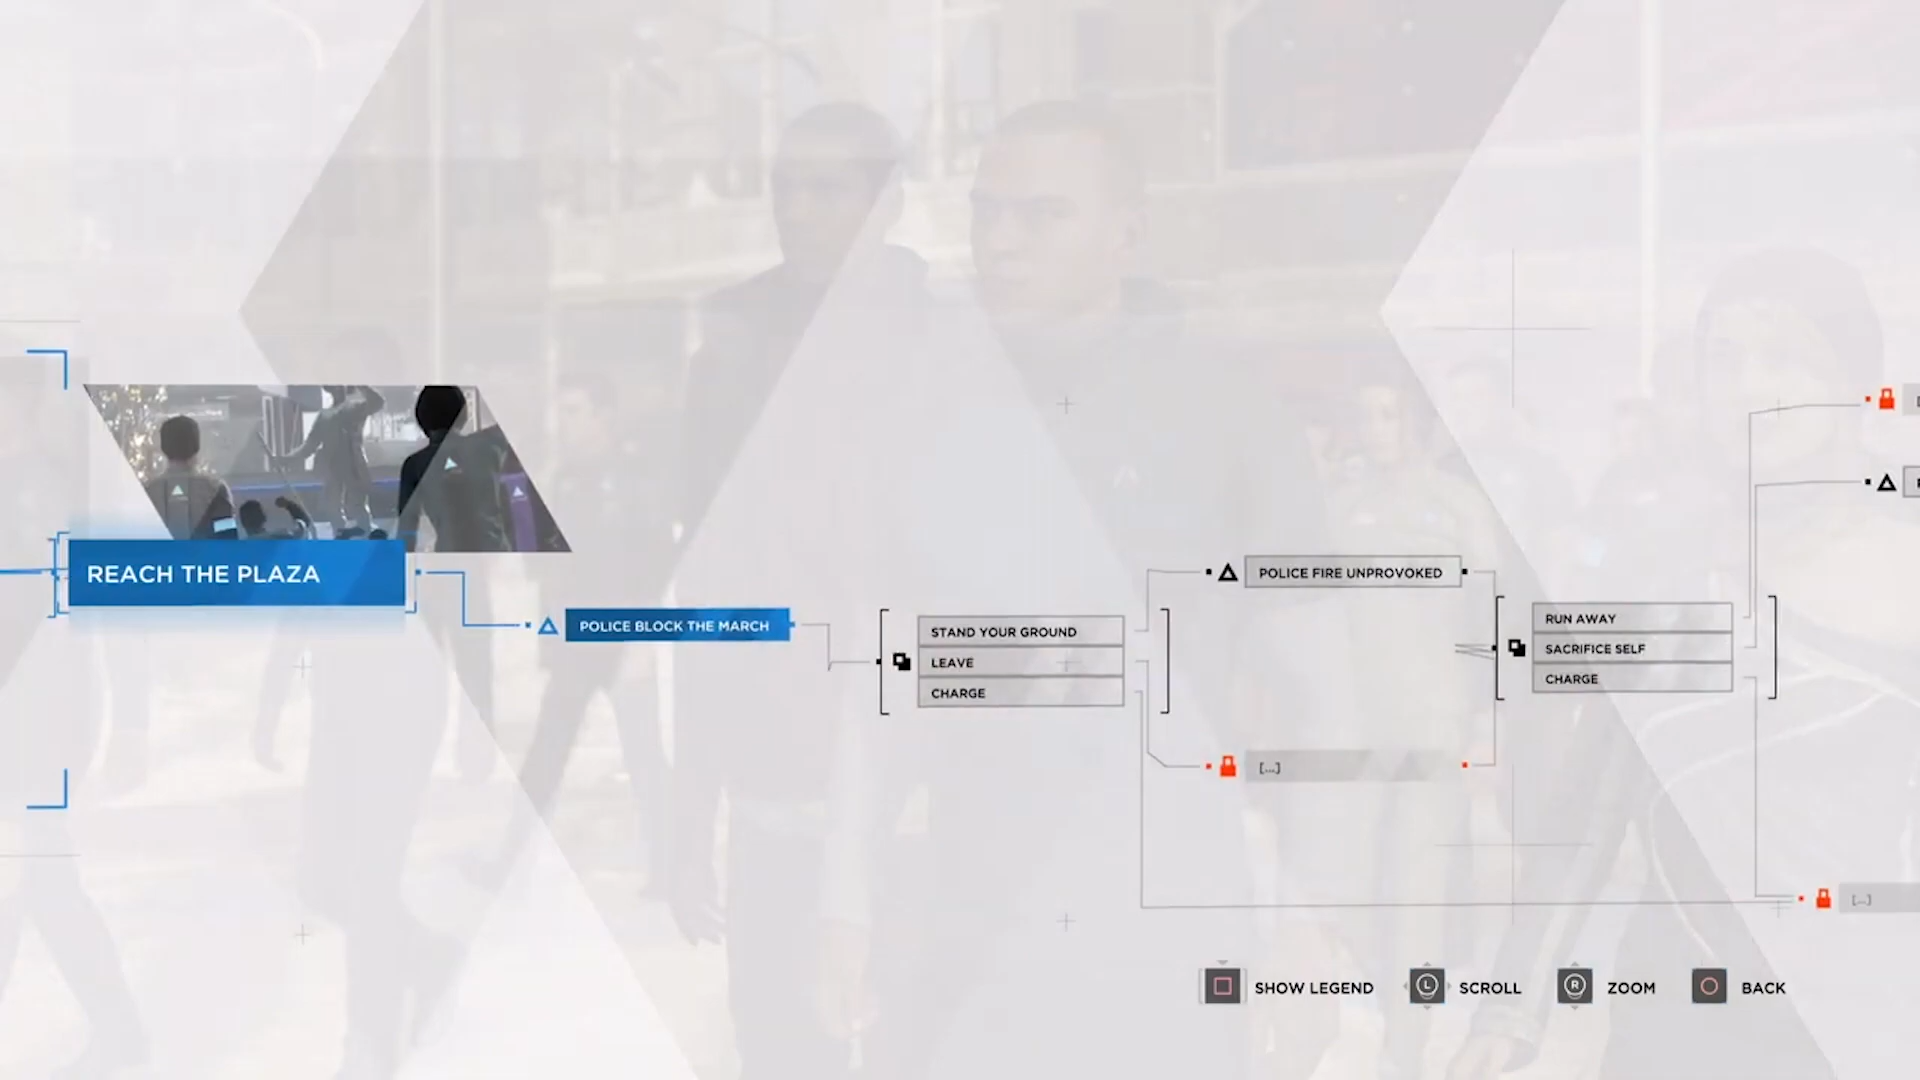 REACH THE PLAZA
POLICE BLOCK THE MARCH
STAND YOUR GROUND
LEAVE
CHARGE
POLICE FIRE UNPROVOKED
[...]
RUN AWAY
SACRIFICE SELF
CHARGE
[...]
SHOW LEGEND
L
SCROLL
R
ZOOM
BACK